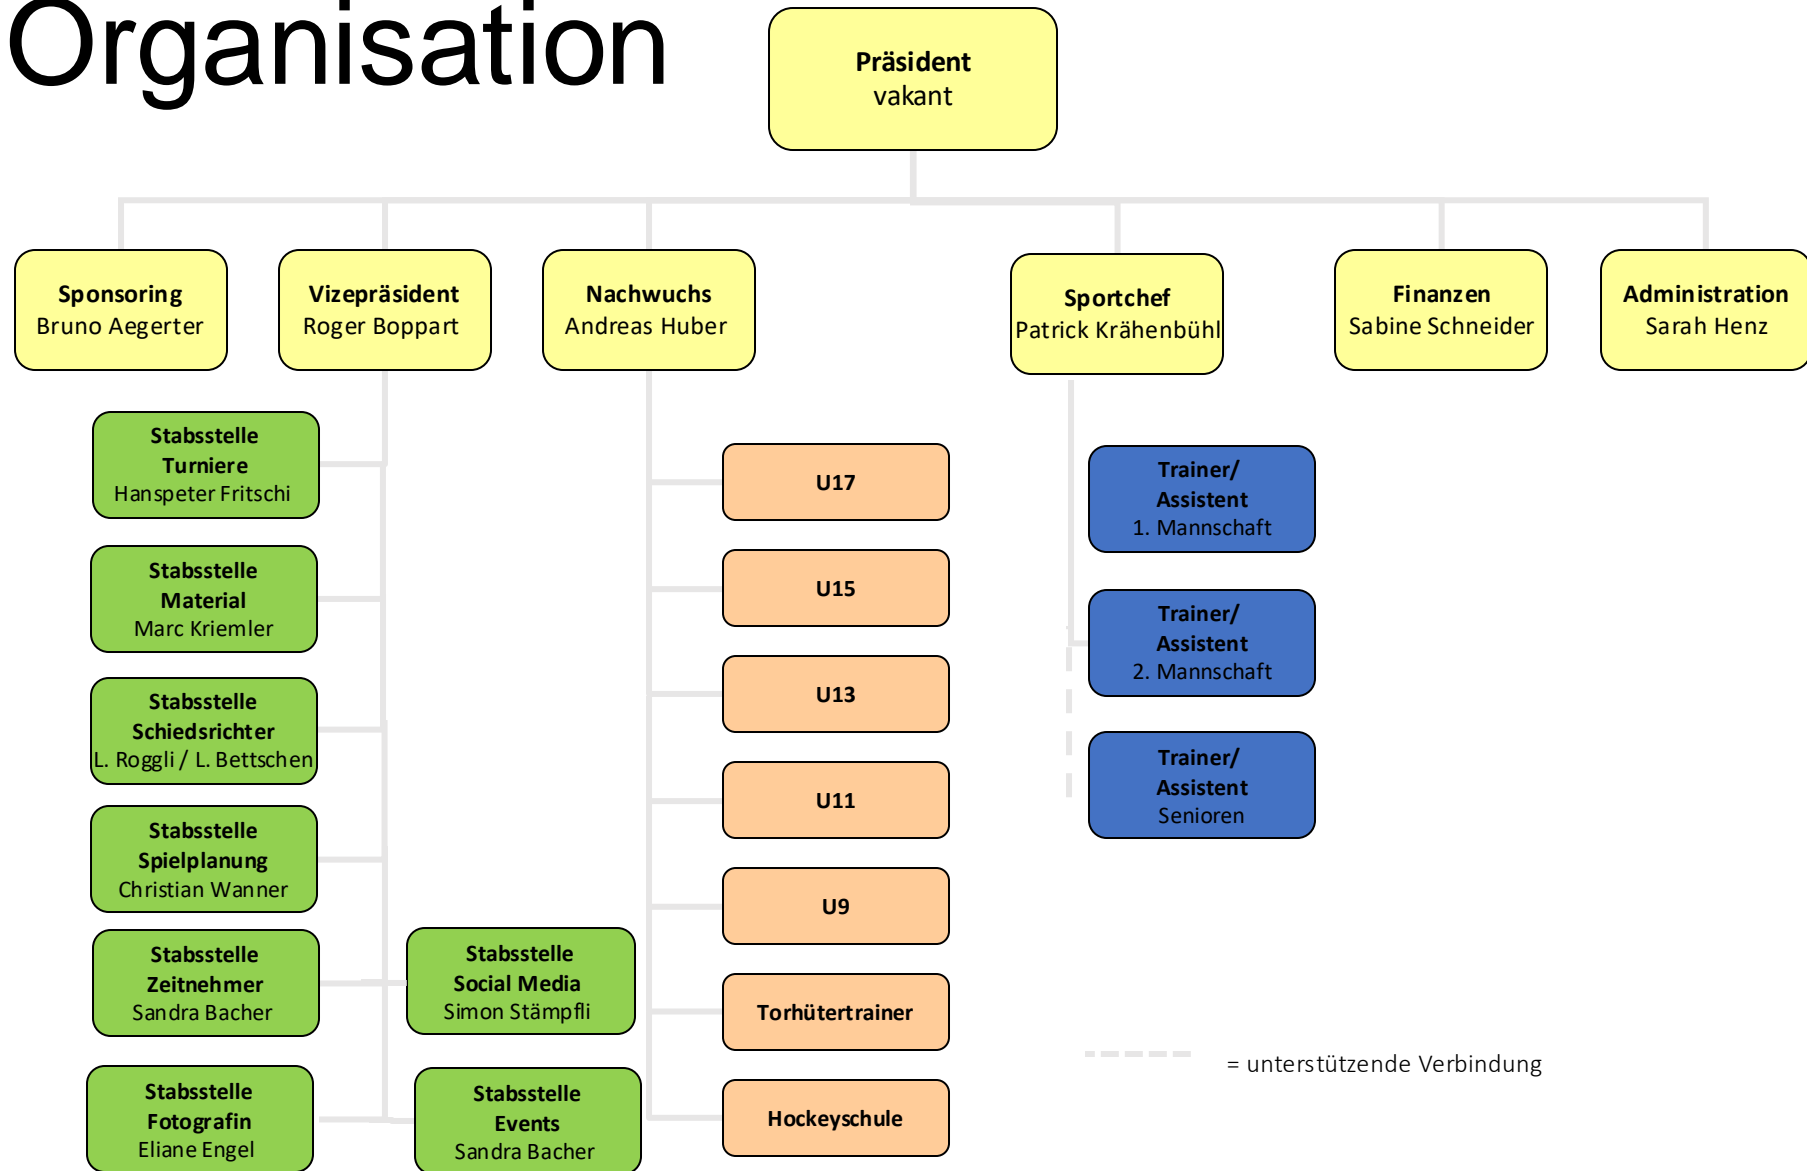 Organisation
Präsident
vakant
Sponsoring
Bruno Aegerter
Vizepräsident
Roger Boppart
Nachwuchs
Andreas Huber
Sportchef
Patrick Krähenbühl
Finanzen
Sabine Schneider
Administration
Sarah Henz
Stabsstelle
Turniere
Hanspeter Fritschi
Stabsstelle
Material
Marc Kriemler
Stabsstelle
Schiedsrichter
L. Roggli / L. Bettschen
Stabsstelle
Spielplanung
Christian Wanner
Stabsstelle
Zeitnehmer
Sandra Bacher
Stabsstelle
Fotografin
Eliane Engel
Stabsstelle
Social Media
Simon Stämpfli
Stabsstelle
Events
Sandra Bacher
U17
U15
U13
U11
U9
Torhütertrainer
Hockeyschule
Trainer/
Assistent
1. Mannschaft
Trainer/
Assistent
2. Mannschaft
Trainer/
Assistent
Senioren
= unterstützende Verbindung